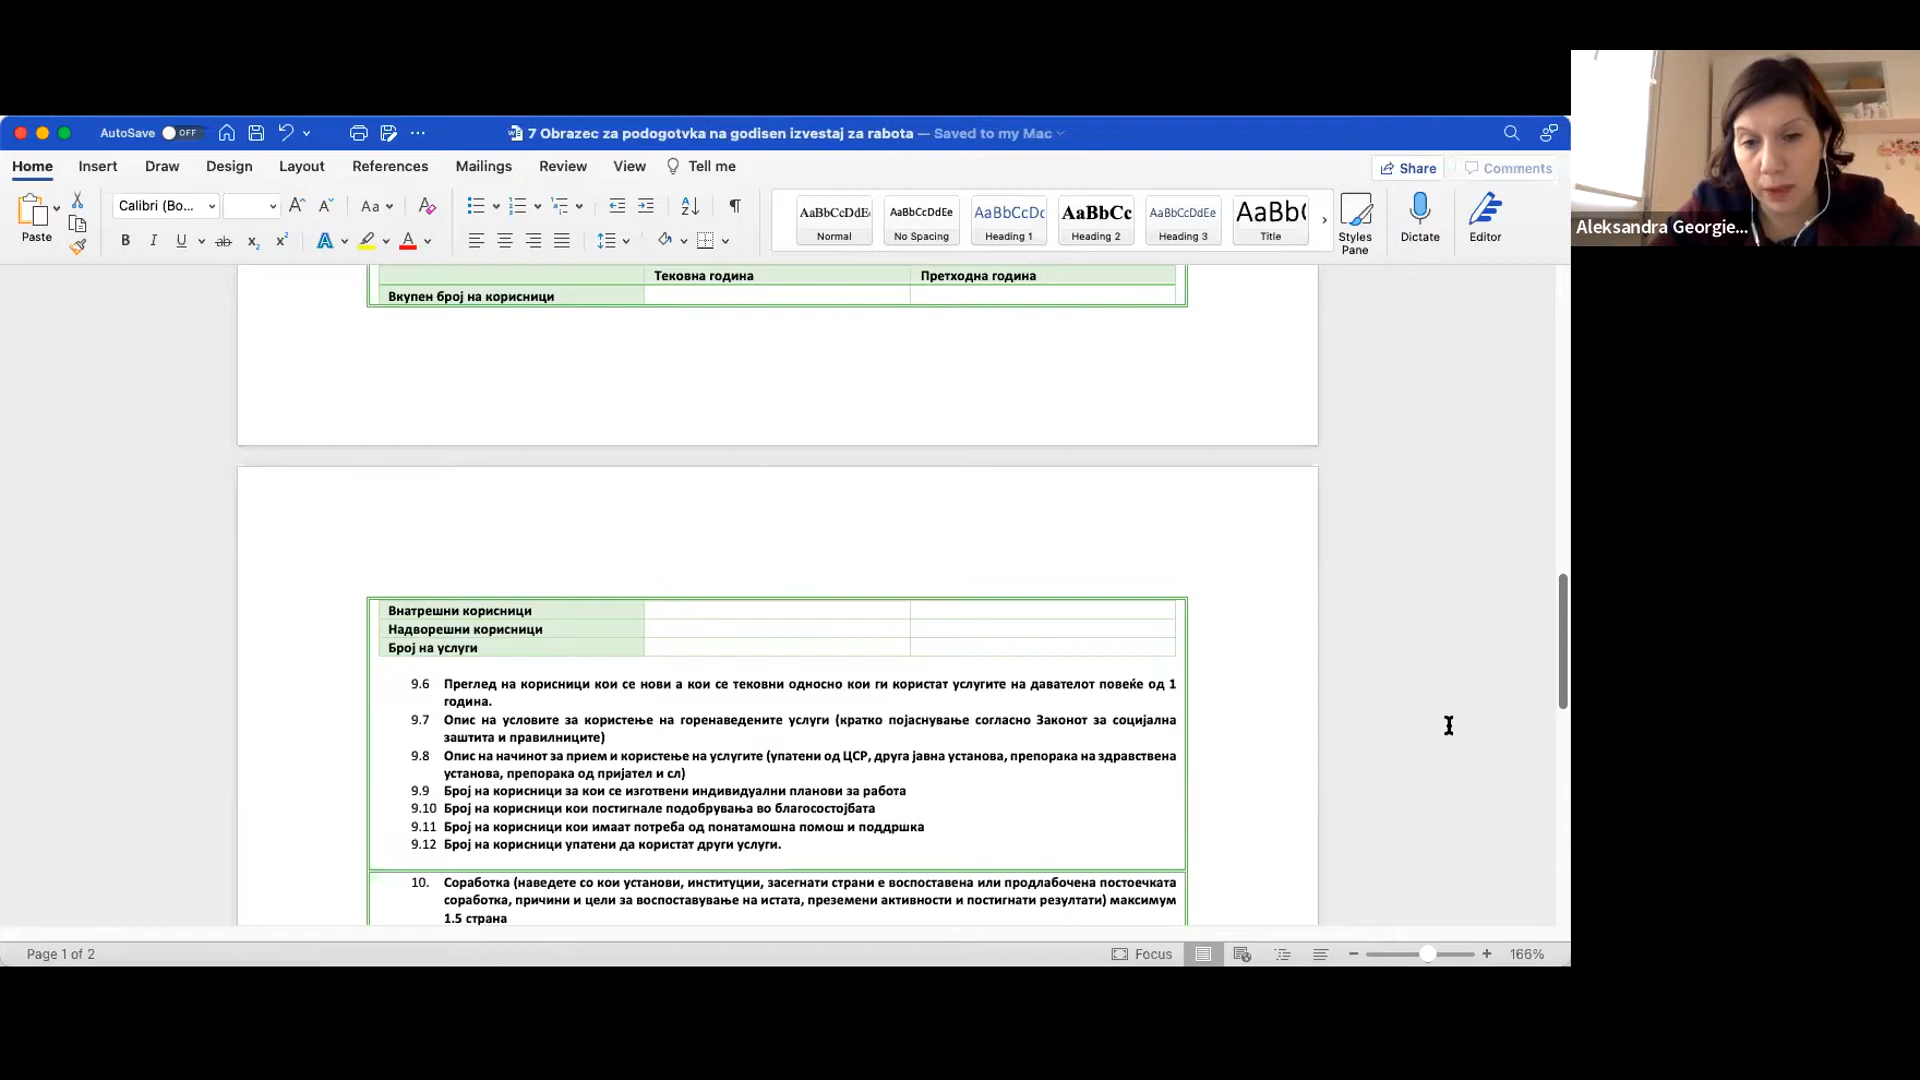 AutoSave OFF
7 Obrazec za podogotvka na godisen izvestaj za rabota — Saved to my Mac
Home Insert Draw Design Layout References Mailings Review View Tell me
Share Comments
Paste
Calibri (Bo...
Aa
B I U ab x₂ x² A A
AaBbCcDdEe Normal
AaBbCcDdEe No Spacing
AaBbCcDc Heading 1
AaBbCc Heading 2
AaBbCcDdEe Heading 3
AaBb( Title
Styles Pane
Dictate
Editor
Aleksandra Georgie...
Тековна година Претходна година
Вкупен број на корисници
Внатрешни корисници
Надворешни корисници
Број на услуги
9.6 Преглед на корисници кои се нови а кои се тековни односно кои ги користат услугите на давателот повеќе од 1
година.
9.7 Опис на условите за користење на горенаведените услуги (кратко појаснување согласно Законот за социјална
заштита и правилниците)
9.8 Опис на начинот за прием и користење на услугите (упатени од ЦСР, друга јавна установа, препорака на здравствена
установа, препорака од пријател и сл)
9.9 Број на корисници за кои се изготвени индивидуални планови за работа
9.10 Број на корисници кои постигнале подобрувања во благосостојбата
9.11 Број на корисници кои имаат потреба од понатамошна помош и поддршка
9.12 Број на корисници упатени да користат други услуги.
10. Соработка (наведете со кои установи, институции, засегнати страни е воспоставена или продлабочена постоечката
соработка, причини и цели за воспоставување на истата, преземени активности и постигнати резултати) максимум
1.5 страна
Page 1 of 2
Focus
166%